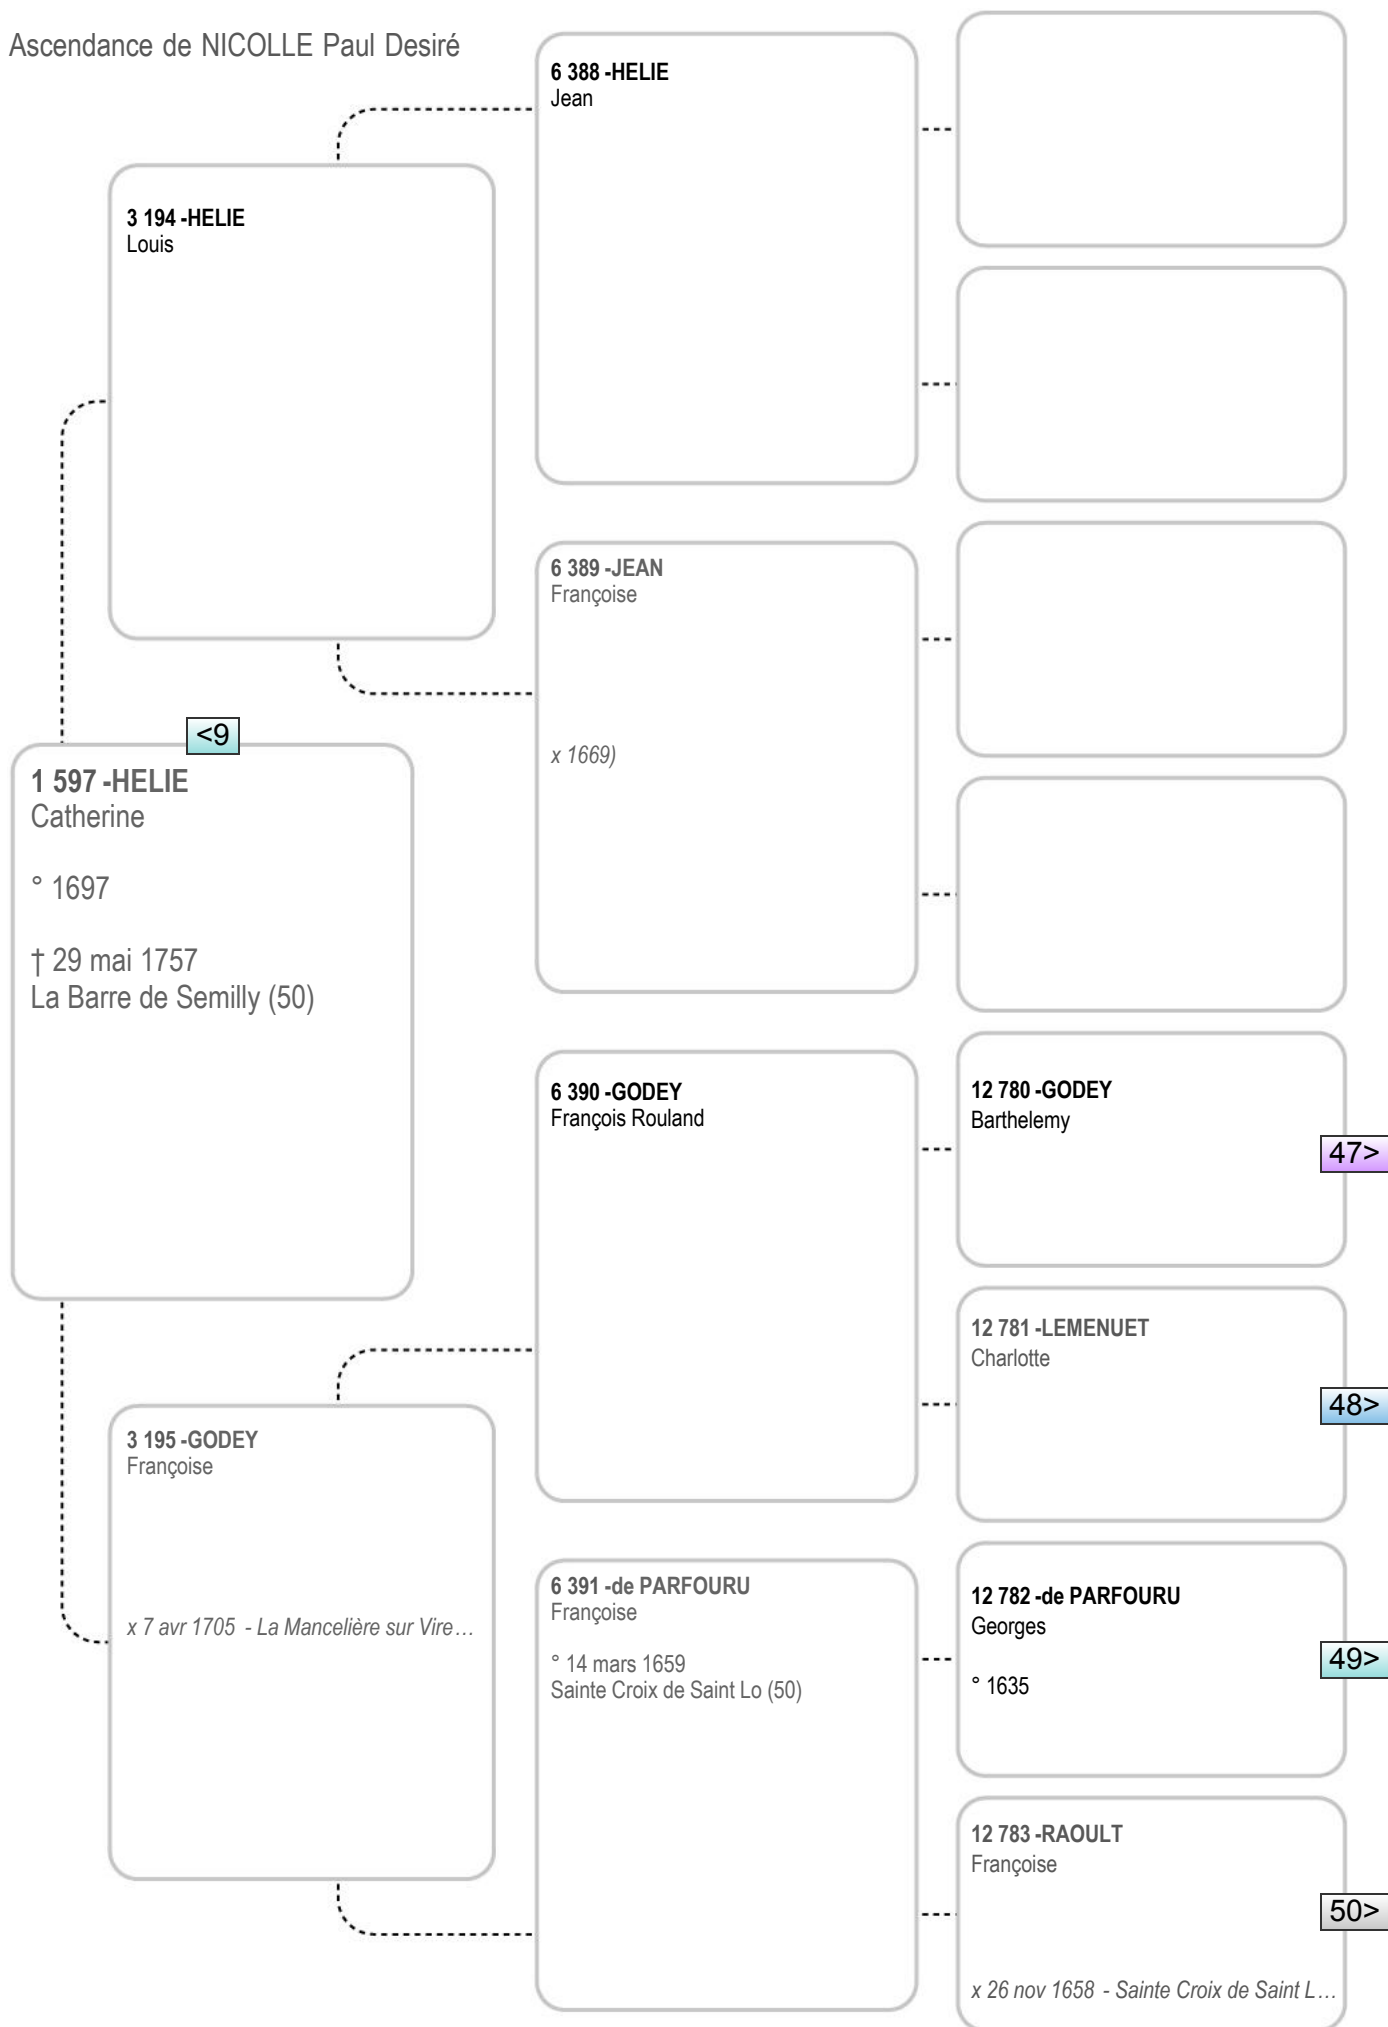 Ascendance de NICOLLE Paul Desiré
6 388 -HELIE
Jean
3 194 -HELIE
Louis
6 389 -JEAN
Françoise
x 1669)
<9
1 597 -HELIE
Catherine
° 1697
† 29 mai 1757
La Barre de Semilly (50)
6 390 -GODEY
François Rouland
12 780 -GODEY
Barthelemy
47>
12 781 -LEMENUET
Charlotte
48>
3 195 -GODEY
Françoise
x 7 avr 1705 - La Mancelière sur Vire…
6 391 -de PARFOURU
Françoise
° 14 mars 1659
Sainte Croix de Saint Lo (50)
12 782 -de PARFOURU
Georges
° 1635
49>
12 783 -RAOULT
Françoise
50>
x 26 nov 1658 - Sainte Croix de Saint L…